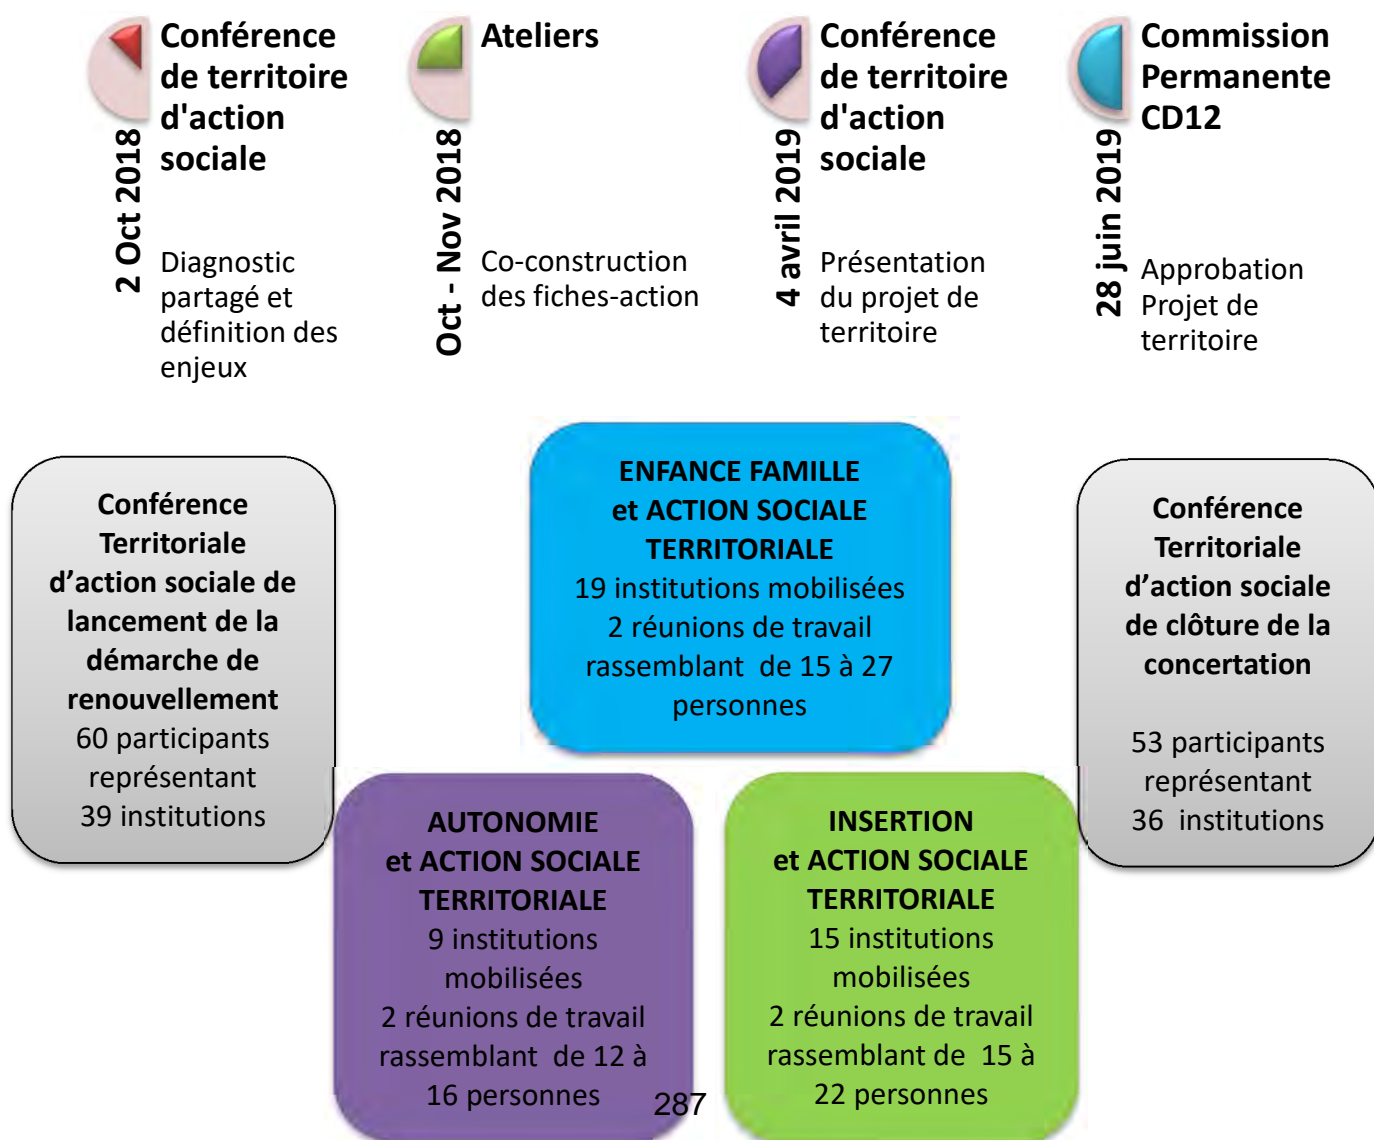 Conférence
de territoire
d'action
sociale
2 Oct 2018
Diagnostic
partagé et
définition des
enjeux
Ateliers
Oct - Nov 2018
Co-construction
des fiches-action
Conférence
de territoire
d'action
sociale
4 avril 2019
Présentation
du projet de
territoire
Commission
Permanente
CD12
28 juin 2019
Approbation
Projet de
territoire
Conférence
Territoriale
d’action sociale de
lancement de la
démarche de
renouvellement
60 participants
représentant
39 institutions
ENFANCE FAMILLE
et ACTION SOCIALE
TERRITORIALE
19 institutions mobilisées
2 réunions de travail
rassemblant de 15 à 27
personnes
AUTONOMIE
et ACTION SOCIALE
TERRITORIALE
9 institutions
mobilisées
2 réunions de travail
rassemblant de 12 à
16 personnes
INSERTION
et ACTION SOCIALE
TERRITORIALE
15 institutions
mobilisées
2 réunions de travail
rassemblant de 15 à
22 personnes
Conférence
Territoriale
d’action sociale
de clôture de la
concertation
53 participants
représentant
36 institutions
287